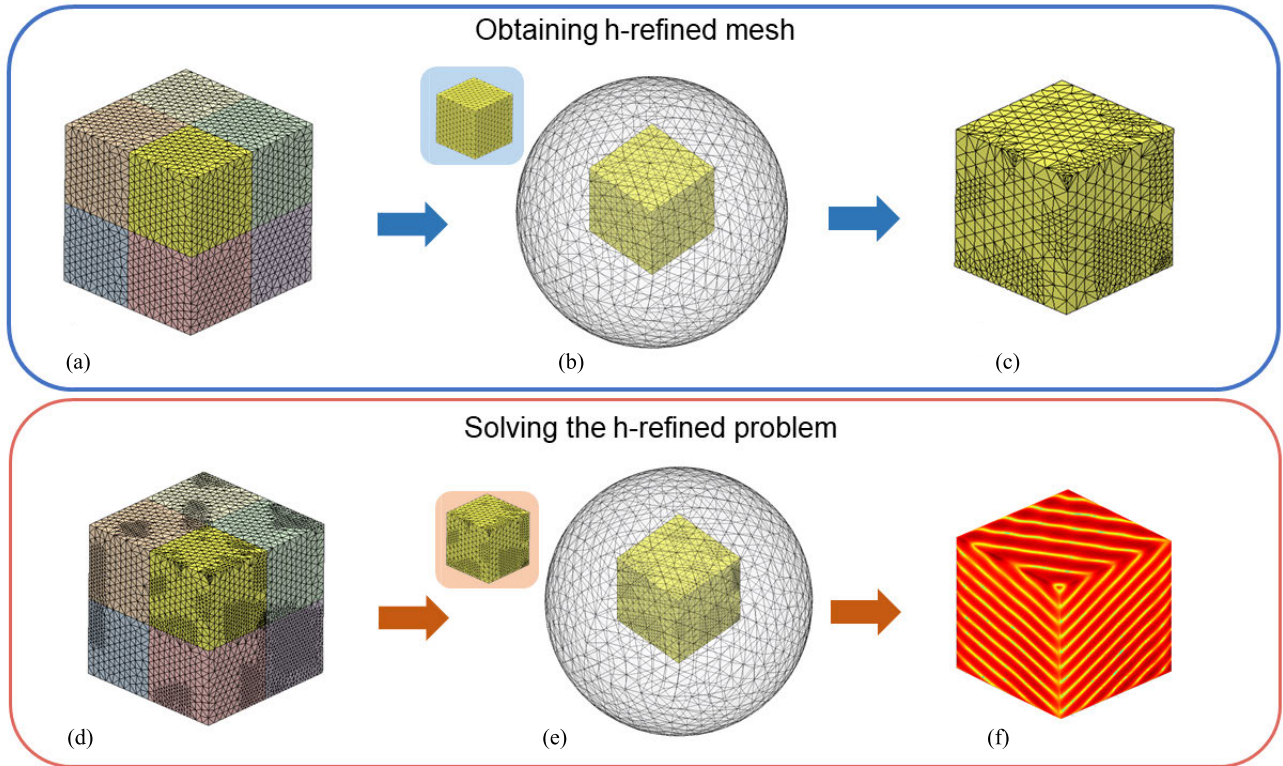 Obtaining h-refined mesh
(a)
(b)
(c)
Solving the h-refined problem
(d)
(e)
(f)